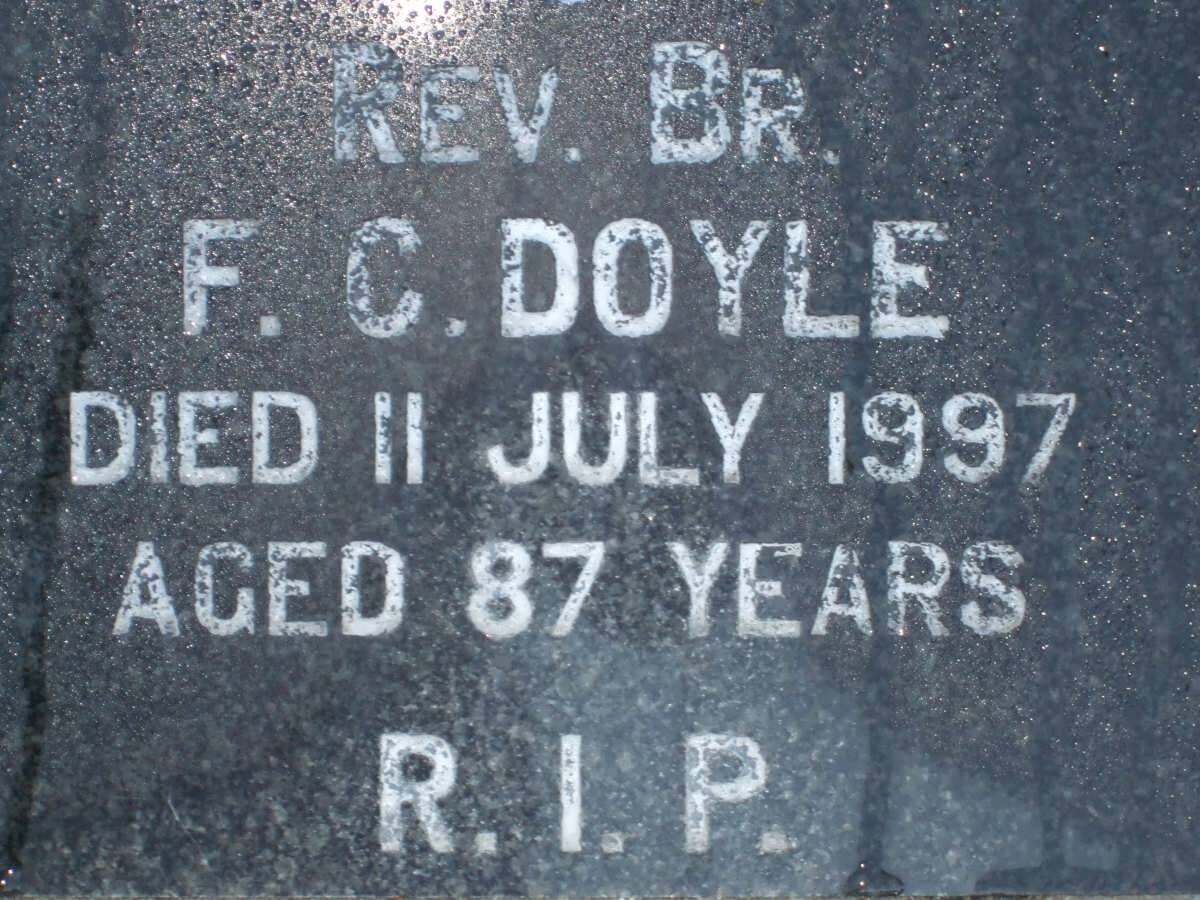 REV. BR.
F. C. DOYLE
DIED 11 JULY 1997
AGED 87 YEARS
R. I. P.